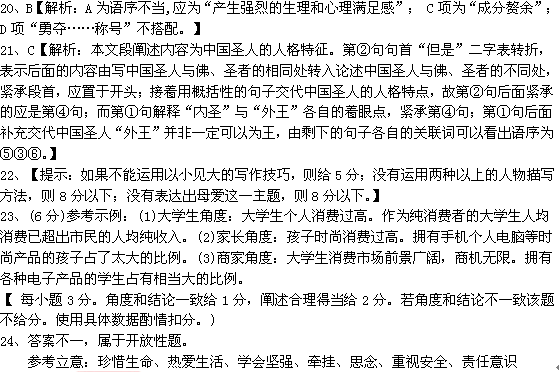 20、B【解析：A为语序不当,应为“产生强烈的生理和心理满足感”； C项为“成分赘余”；
D项“勇夺……称号”不搭配。】
21、C【解析：本文段阐述内容为中国圣人的人格特征。第②句句首“但是”二字表转折，
表示后面的内容由写中国圣人与佛、圣者的相同处转入论述中国圣人与佛、圣者的不同处，
紧承段首，应置于开头；接着用概括性的句子交代中国圣人的人格特点，故第②句后面紧承
的应是第④句；而第①句解释“内圣”与“外王”各自的着眼点，紧承第④句；第①句后面
补充交代中国圣人“外王”并非一定可以为王，由剩下的句子各自的关联词可以看出语序为
⑤③⑥。】
22、【提示：如果不能运用以小见大的写作技巧，则给5分；没有运用两种以上的人物描写
方法，则8分以下；没有表达出母爱这一主题，则8分以下。】
23、(6分)参考示例：(1)大学生角度：大学生个人消费过高。作为纯消费者的大学生人均
消费已超出市民的人均纯收入。(2)家长角度：孩子时尚消费过高。拥有手机个人电脑等时
尚产品的孩子占了太大的比例。(3)商家角度：大学生消费市场前景广阔，商机无限。拥有
各种电子产品的学生占有相当大的比例。
【 每小题3分。角度和结论一致给1分，阐述合理得当给2分。若角度和结论不一致该题
不给分。使用具体数据酌情扣分。)
24、答案不一，属于开放性题。
参考立意：珍惜生命、热爱生活、学会坚强、牵挂、思念、重视安全、责任意识